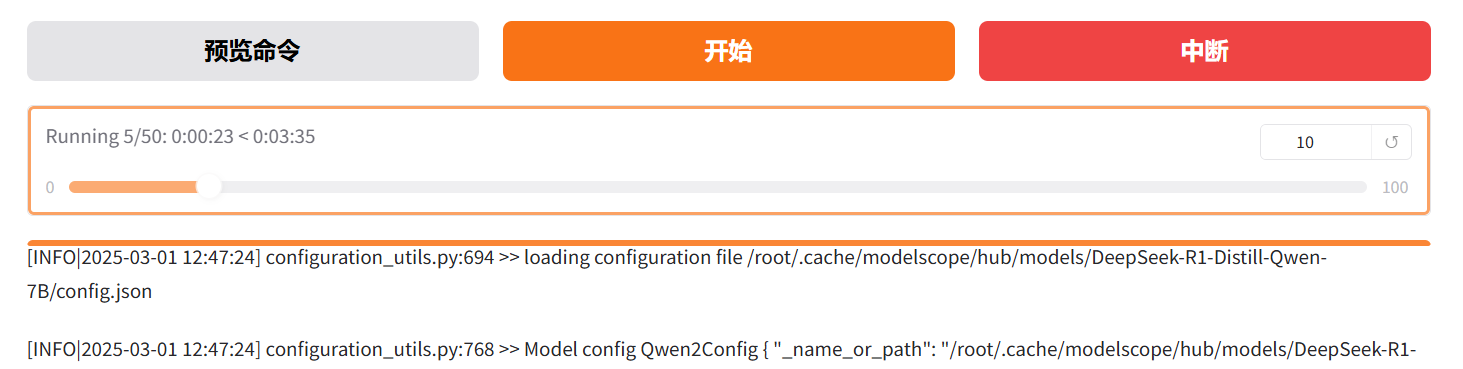 预览命令
开始
中断
Running 5/50: 0:00:23 < 0:03:35
10
↺
0
100
[INFO|2025-03-01 12:47:24] configuration_utils.py:694 >> loading configuration file /root/.cache/modelscope/hub/models/DeepSeek-R1-Distill-Qwen-
7B/config.json
[INFO|2025-03-01 12:47:24] configuration_utils.py:768 >> Model config Qwen2Config { "_name_or_path": "/root/.cache/modelscope/hub/models/DeepSeek-R1-